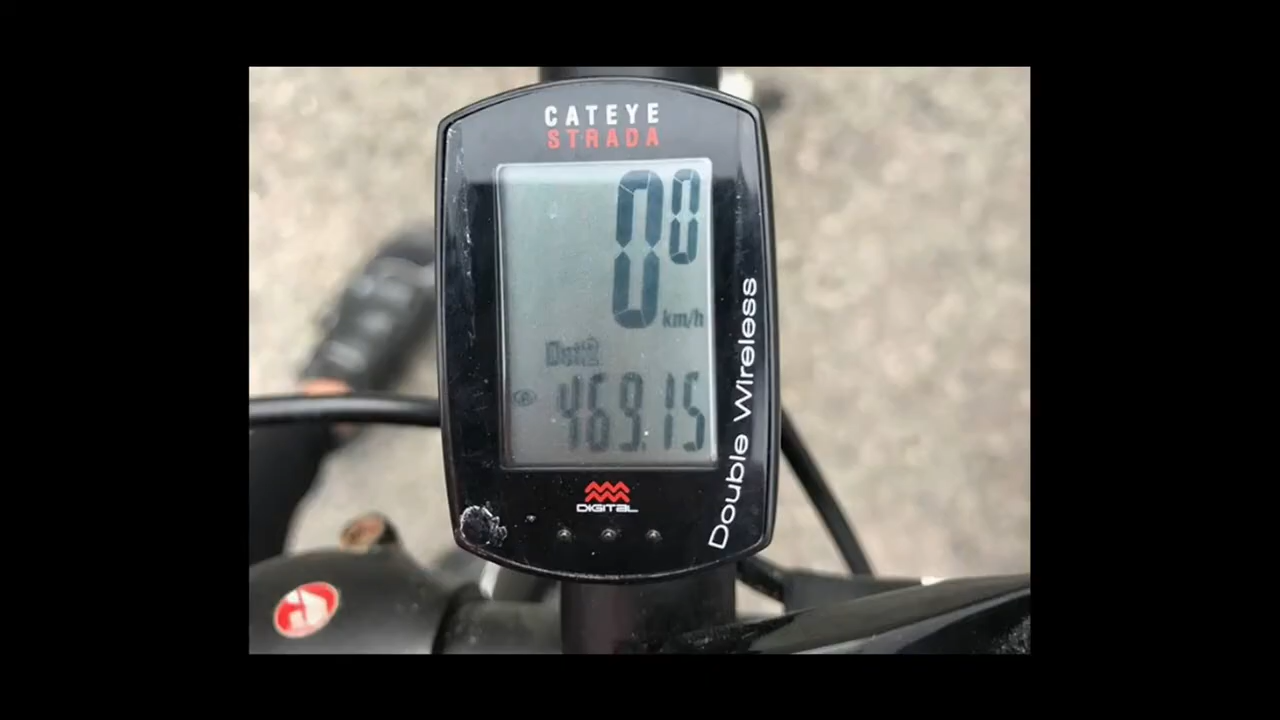 CATEYE
STRADA
0.0
km/h
Dst2
469.15
DIGITAL
Double Wireless